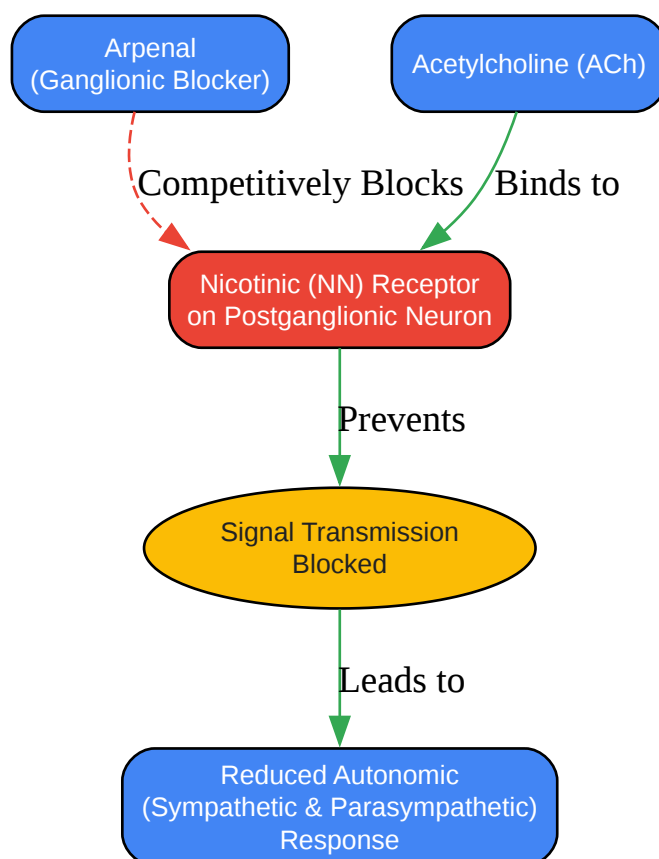 Arpenal
(Ganglionic Blocker)
Acetylcholine (ACh)
Competitively Blocks
Binds to
Nicotinic (NN) Receptor
on Postganglionic Neuron
Prevents
Signal Transmission
Blocked
Leads to
Reduced Autonomic
(Sympathetic & Parasympathetic)
Response